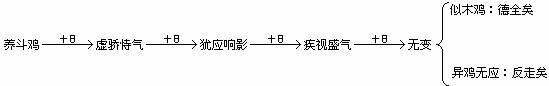 养斗鸡 +8 虚骄恃气 +8 犹应响影 +8 疾视盛气 +8 无变
似木鸡：德全矣
异鸡无应：反走矣